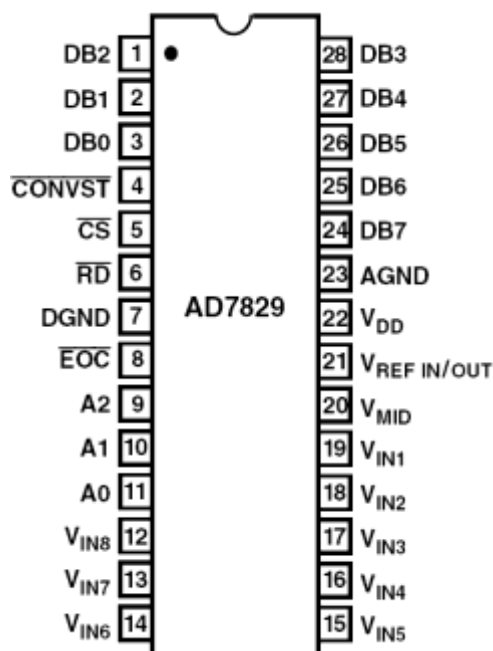 DB2 1 28 DB3
DB1 2 27 DB4
DB0 3 26 DB5
CONVST 4 25 DB6
CS 5 24 DB7
RD 6 23 AGND
DGND 7 AD7829 22 VDD
EOC 8 21 VREF IN/OUT
A2 9 20 VMID
A1 10 19 VIN1
A0 11 18 VIN2
VIN8 12 17 VIN3
VIN7 13 16 VIN4
VIN6 14 15 VIN5